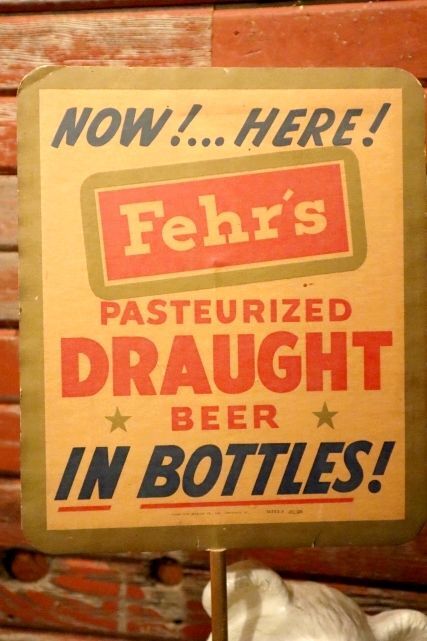 NOW!... HERE!
Fehr's
PASTEURIZED
DRAUGHT
BEER
IN BOTTLES!